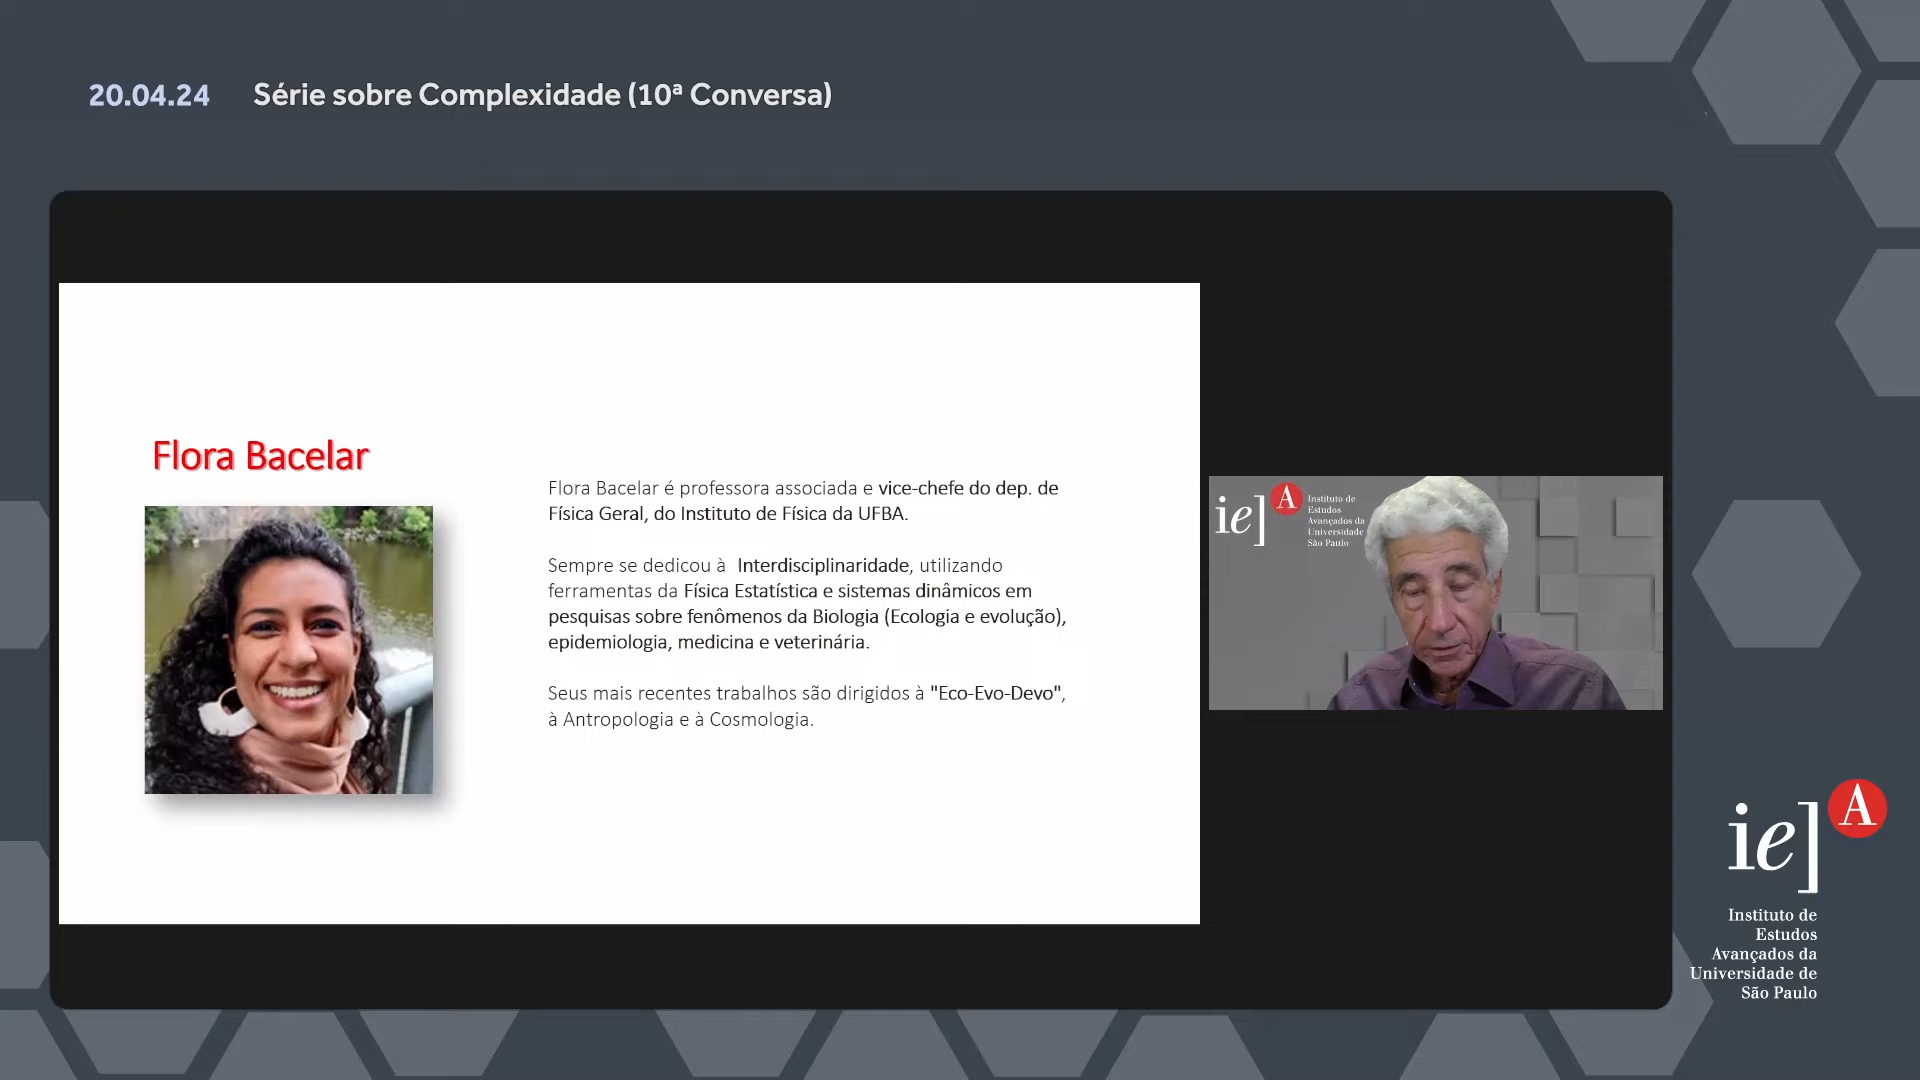 20.04.24 Série sobre Complexidade (10ª Conversa)
Flora Bacelar
Flora Bacelar é professora associada e vice-chefe do dep. de
Física Geral, do Instituto de Física da UFBA.
Sempre se dedicou à Interdisciplinaridade, utilizando
ferramentas da Física Estatística e sistemas dinâmicos em
pesquisas sobre fenômenos da Biologia (Ecologia e evolução),
epidemiologia, medicina e veterinária.
Seus mais recentes trabalhos são dirigidos à "Eco-Evo-Devo",
à Antropologia e à Cosmologia.
ie] A
Instituto de
Estudos
Avançados da
Universidade
São Paulo
ie] A
Instituto de
Estudos
Avançados da
Universidade de
São Paulo